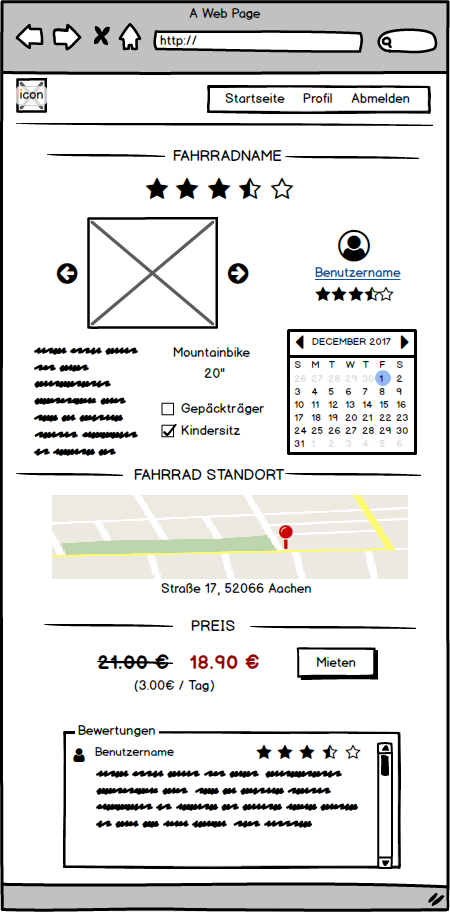 A Web Page
http://
icon
Startseite Profil Abmelden
FAHRRADNAME
Benutzername
Mountainbike
20"
Gepäckträger
Kindersitz
DECEMBER 2017
S M T W T F S
26 27 28 29 30 1 2
3 4 5 6 7 8 9
10 11 12 13 14 15 16
17 18 19 20 21 22 23
24 25 26 27 28 29 30
31 1 2 3 4 5 6
FAHRRAD STANDORT
Straße 17, 52066 Aachen
PREIS
21.00 € 18.90 €
Mieten
(3.00€ / Tag)
Bewertungen
Benutzername